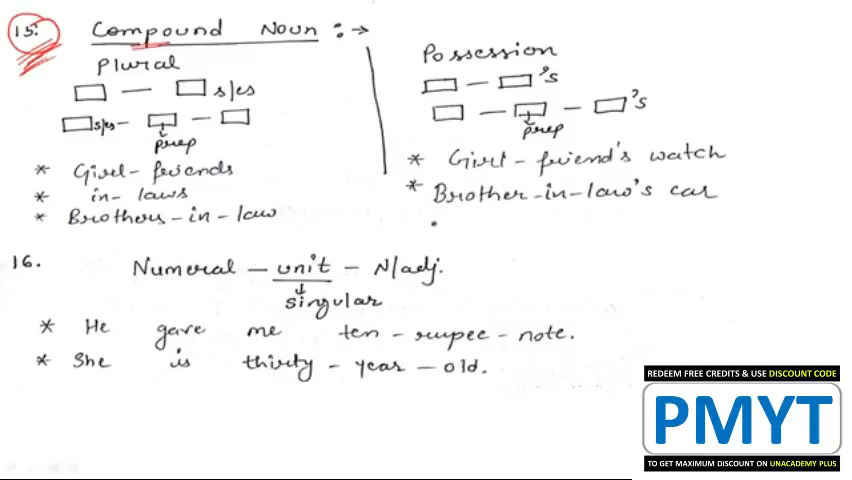 15. Compound Noun :→
Plural
▭ — ▭ s/es
▭ s/es — ▭ — ▭
prep
* Girl-friends
* in-laws
* Brothers-in-law
Possession
▭ — ▭'s
▭ — ▭ — ▭'s
prep
* Girl-friend's watch
* Brother-in-law's car
16. Numeral – unit – N/adj.
singular
* He gave me ten-rupee-note.
* She is thirty-year-old.
REDEEM FREE CREDITS & USE DISCOUNT CODE
PMYT
TO GET MAXIMUM DISCOUNT ON UNACADEMY PLUS